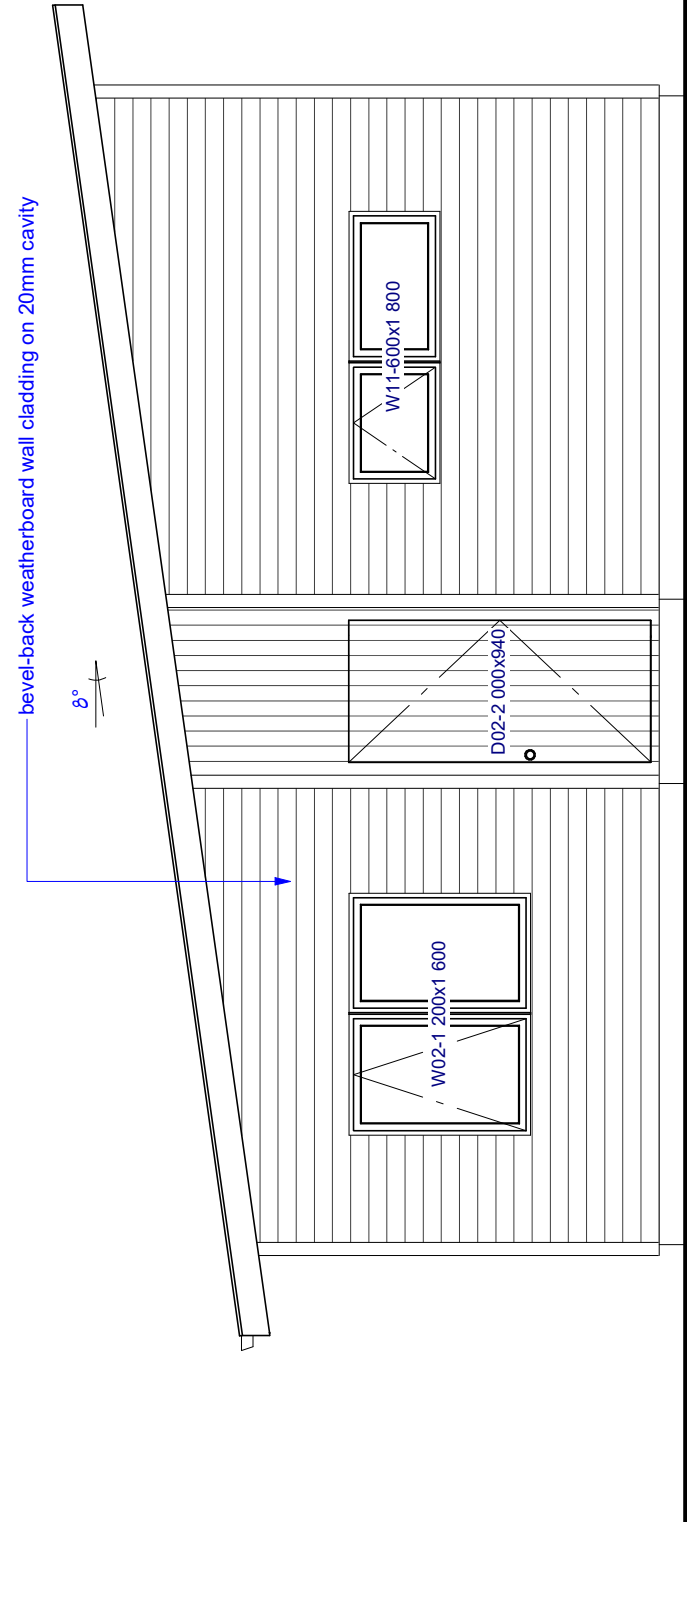 bevel-back weatherboard wall cladding on 20mm cavity
8°
W02-1 200x1 600
D02-2 000x940
W11-600x1 800